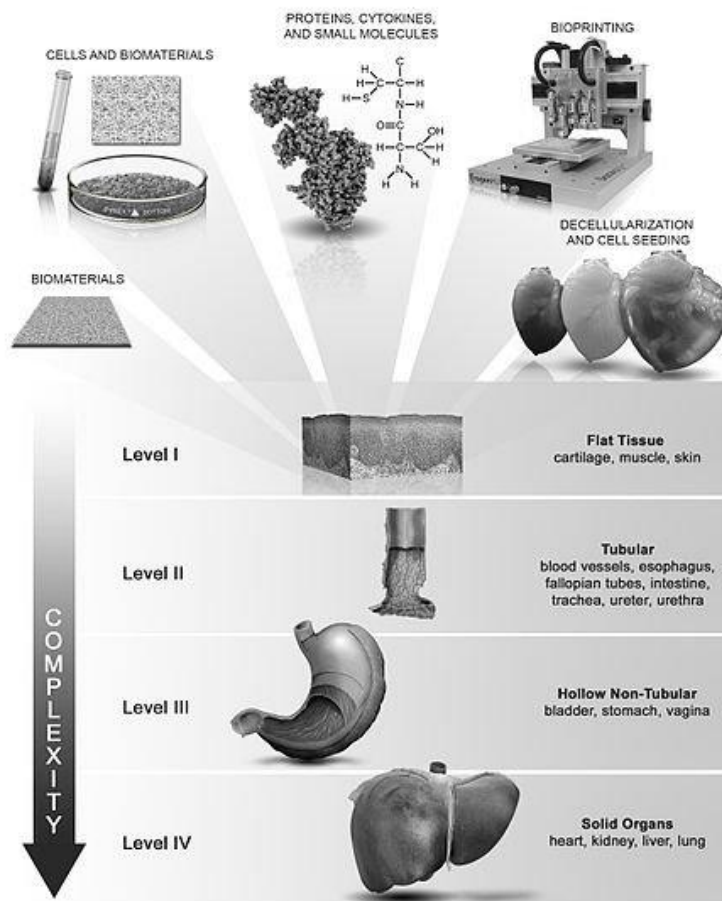 PROTEINS, CYTOKINES,
AND SMALL MOLECULES
BIOPRINTING
CELLS AND BIOMATERIALS
C
H
H
C
C
H
H
S
N
H
O
C
OH
H
C
C
H
N
H
H
H
DECELLULARIZATION
AND CELL SEEDING
BIOMATERIALS
Level I
Flat Tissue
cartilage, muscle, skin
Level II
Tubular
blood vessels, esophagus,
fallopian tubes, intestine,
trachea, ureter, urethra
COMPLEXITY
Level III
Hollow Non-Tubular
bladder, stomach, vagina
Level IV
Solid Organs
heart, kidney, liver, lung